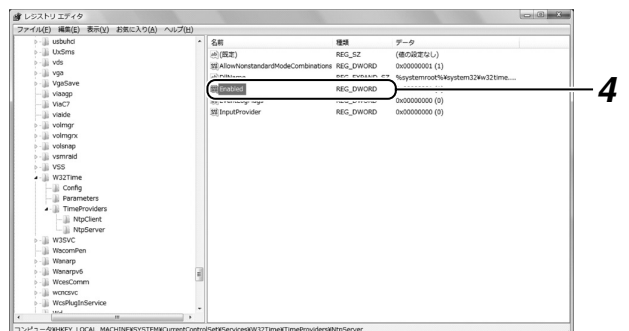 レジストリ エディタ
ファイル(F) 編集(E) 表示(V) お気に入り(A) ヘルプ(H)
usbuhci
UxSms
vds
vga
VgaSave
viaagp
ViaC7
viaide
volmgr
volmgrx
volsnap
vsmraid
VSS
W32Time
Config
Parameters
TimeProviders
NtpClient
NtpServer
W3SVC
WacomPen
Wanarp
Wanarpv6
WcesComm
wcncsvc
WcsPlugInService
名前 種類 データ
(既定) REG_SZ (値の設定なし)
AllowNonstandardModeCombinations REG_DWORD 0x00000001 (1)
DllName REG_EXPAND_SZ %systemroot%¥system32¥w32time....
Enabled REG_DWORD
REG_DWORD 0x00000000 (0)
InputProvider REG_DWORD 0x00000000 (0)
4
コンピュータ¥HKEY_LOCAL_MACHINE¥SYSTEM¥CurrentControlSet¥Services¥W32Time¥TimeProviders¥NtpServer